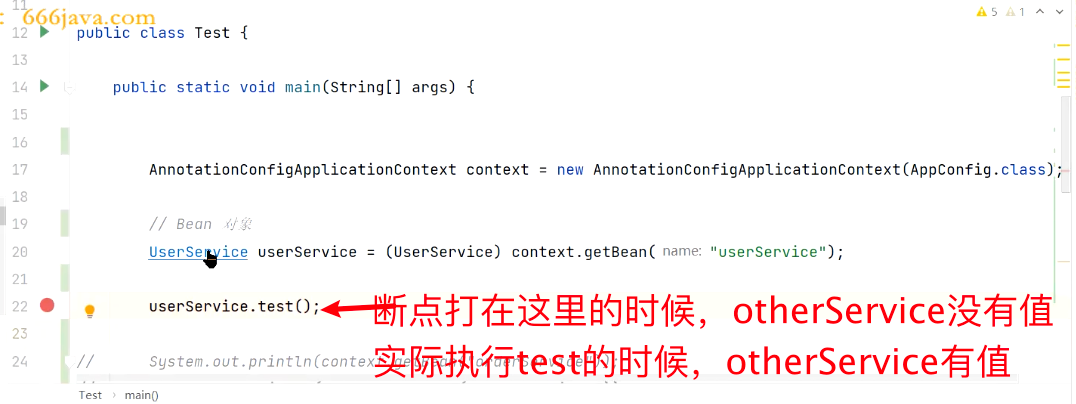 11
666java.com
12 public class Test {
5 1
13
14 public static void main(String[] args) {
15
16
17 AnnotationConfigApplicationContext context = new AnnotationConfigApplicationContext(AppConfig.class);
18
19 // Bean 对象
20 UserService userService = (UserService) context.getBean( name: "userService");
21
22 userService.test();
断点打在这里的时候，otherService没有值
23
实际执行test的时候，otherService有值
24 // System.out.println(context
Test > main()